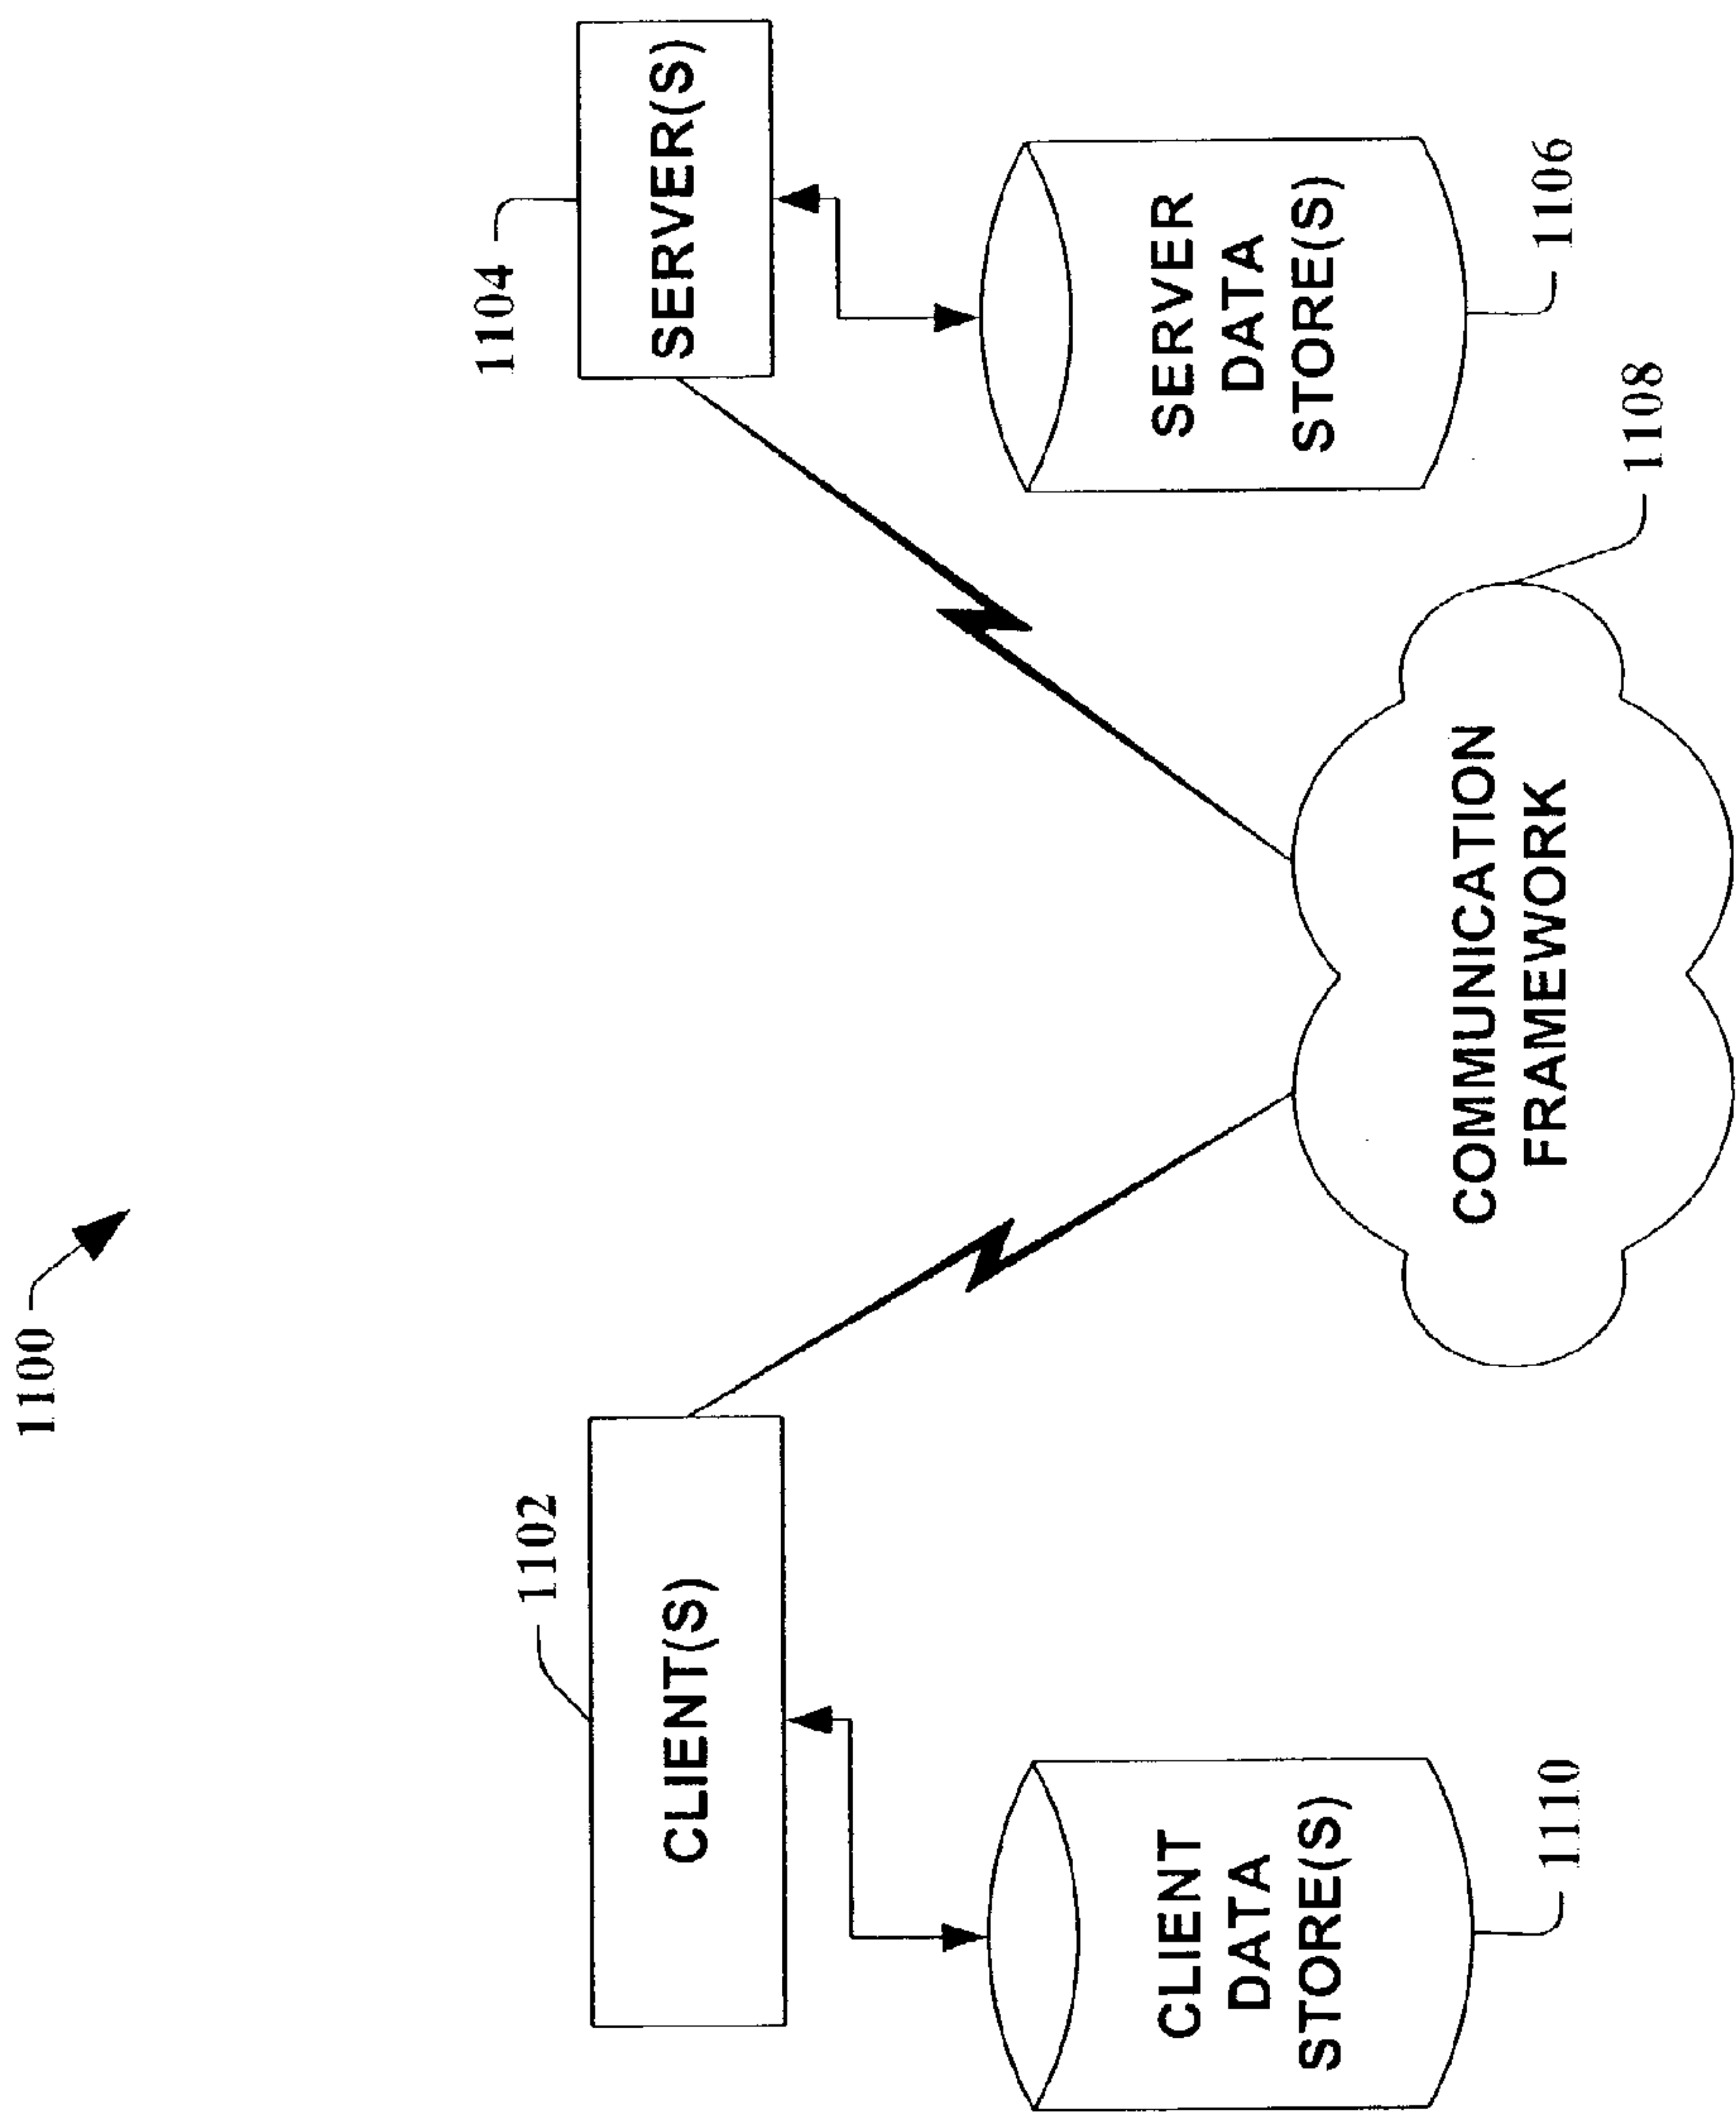 1100
1102
1104
CLIENT(S)
SERVER(S)
CLIENT
DATA
STORE(S)
SERVER
DATA
STORE(S)
COMMUNICATION
FRAMEWORK
1110
1106
1108